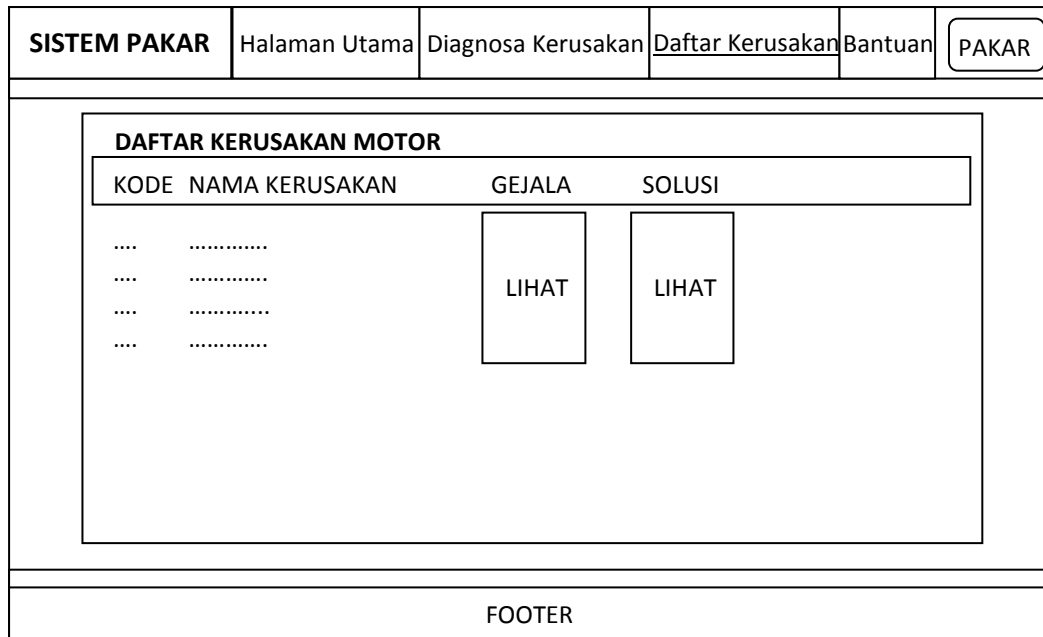 SISTEM PAKAR Halaman Utama Diagnosa Kerusakan Daftar Kerusakan Bantuan PAKAR
DAFTAR KERUSAKAN MOTOR
KODE NAMA KERUSAKAN GEJALA SOLUSI
.... .............
.... .............
LIHAT LIHAT
.... .............
.... .............
FOOTER